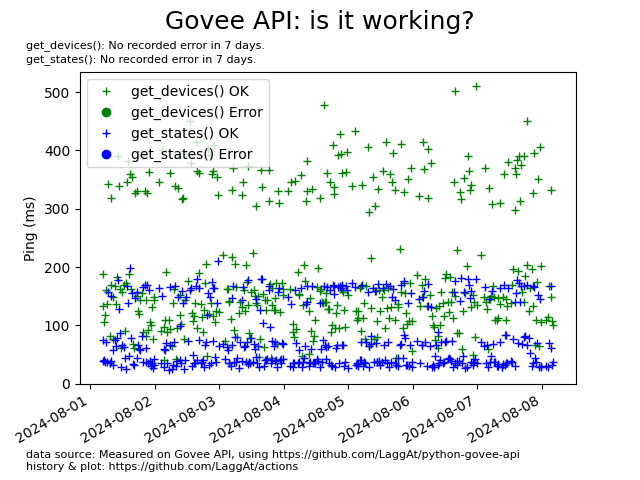 Govee API: is it working?
get_devices(): No recorded error in 7 days.
get_states(): No recorded error in 7 days.
get_devices() OK
get_devices() Error
get_states() OK
get_states() Error
Ping (ms)
500
400
300
200
100
0
2024-08-01
2024-08-02
2024-08-03
2024-08-04
2024-08-05
2024-08-06
2024-08-07
2024-08-08
data source: Measured on Govee API, using https://github.com/LaggAt/python-govee-api
history & plot: https://github.com/LaggAt/actions